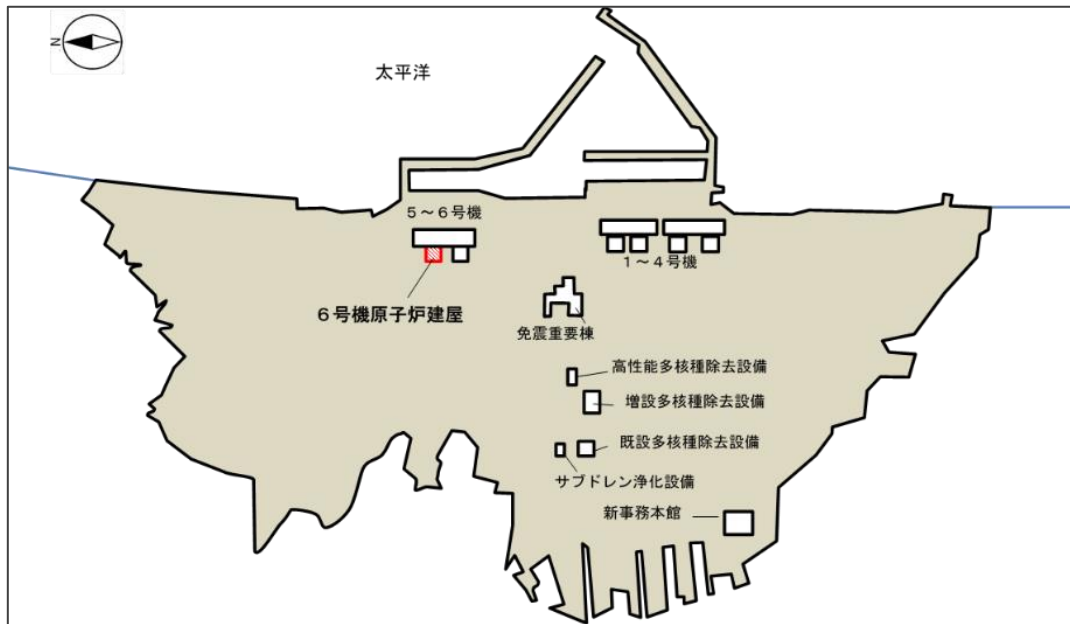 N
太平洋
5～6号機
1～4号機
6号機原子炉建屋
免震重要棟
高性能多核種除去設備
増設多核種除去設備
既設多核種除去設備
サブドレン浄化設備
新事務本館